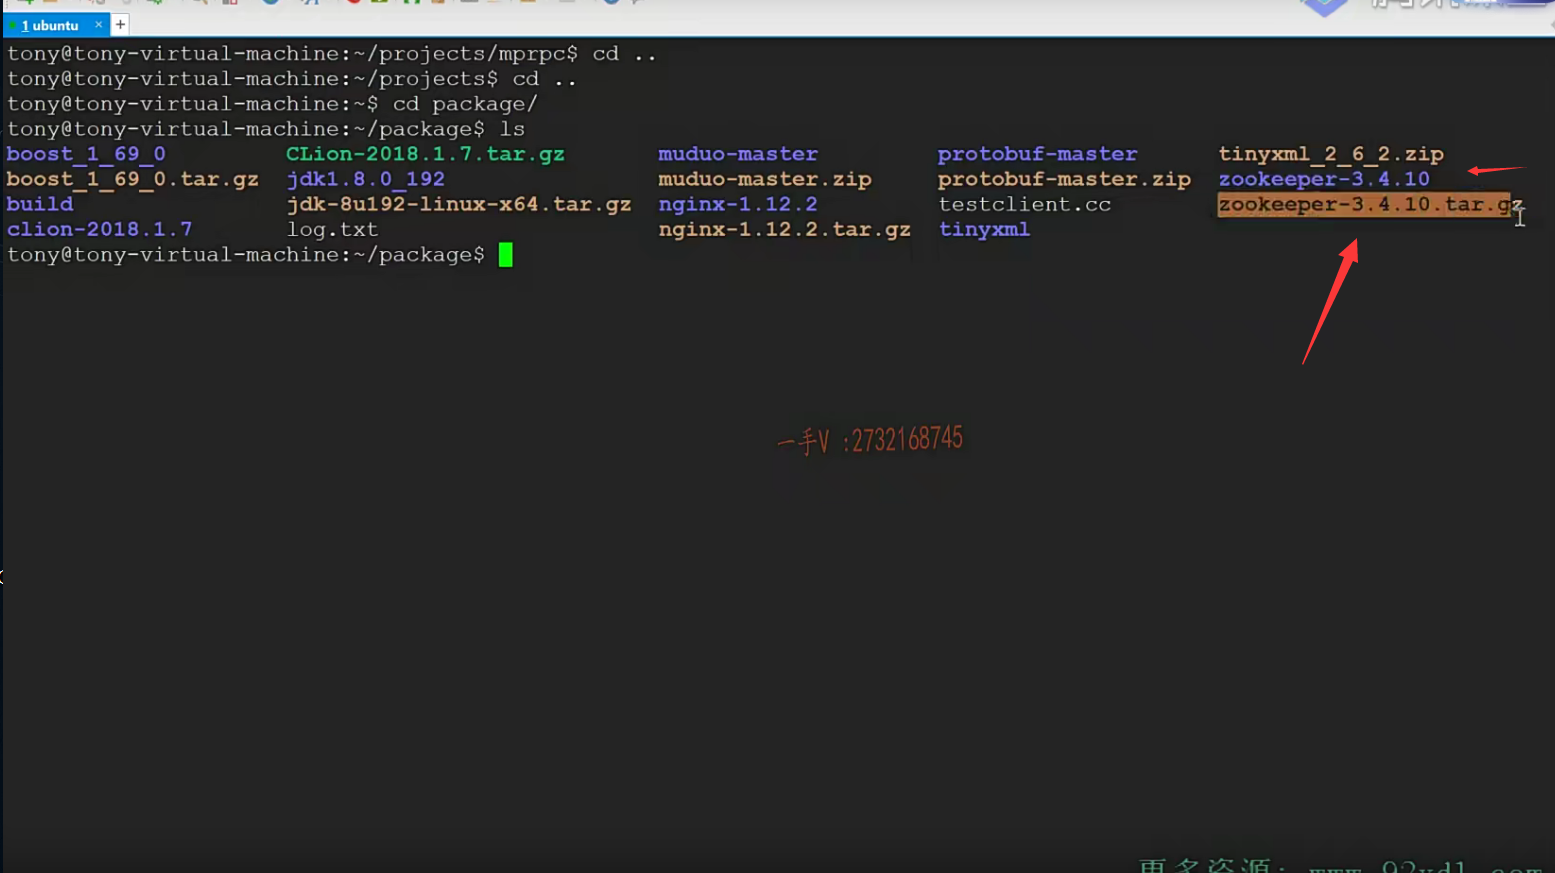 1 ubuntu × +
tony@tony-virtual-machine:~/projects/mprpc$ cd ..
tony@tony-virtual-machine:~/projects$ cd ..
tony@tony-virtual-machine:~$ cd package/
tony@tony-virtual-machine:~/package$ ls
boost_1_69_0 CLion-2018.1.7.tar.gz muduo-master protobuf-master tinyxml_2_6_2.zip
boost_1_69_0.tar.gz jdk1.8.0_192 muduo-master.zip protobuf-master.zip zookeeper-3.4.10
build jdk-8u192-linux-x64.tar.gz nginx-1.12.2 testclient.cc zookeeper-3.4.10.tar.gz
clion-2018.1.7 log.txt nginx-1.12.2.tar.gz tinyxml
tony@tony-virtual-machine:~/package$
一手V :2732168745
更多资源: